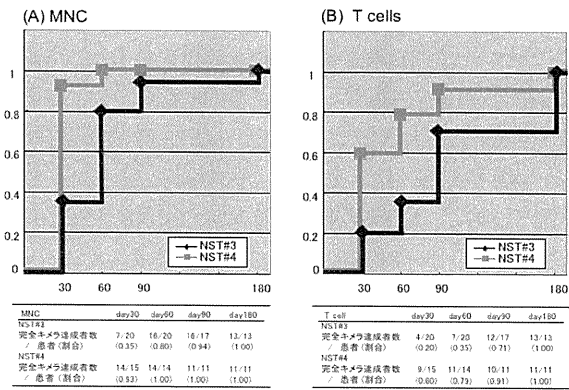 (A) MNC
1
0.8
0.6
0.4
0.2
0
NST#3
NST#4
30 60 90 180
MNC day30 day60 day90 day180
NST#3
完全キメラ達成者数 7/20 16/20 16/17 13/13
/ 患者(割合) (0.35) (0.80) (0.94) (1.00)
NST#4
完全キメラ達成者数 14/15 14/14 11/11 11/11
/ 患者(割合) (0.93) (1.00) (1.00) (1.00)
(B) T cells
1
0.8
0.6
0.4
0.2
0
NST#3
NST#4
30 60 90 180
T cell day30 day60 day90 day180
NST#3
完全キメラ達成者数 4/20 7/20 12/17 13/13
/ 患者(割合) (0.20) (0.35) (0.71) (1.00)
NST#4
完全キメラ達成者数 9/15 11/14 10/11 11/11
/ 患者(割合) (0.60) (0.79) (0.91) (1.00)